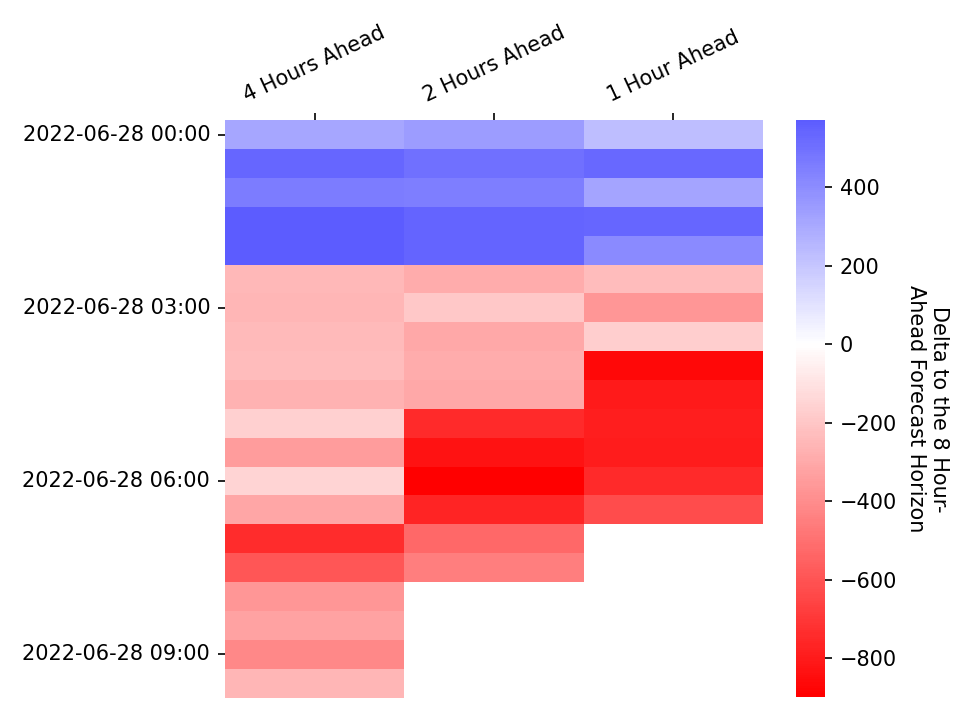 4 Hours Ahead
2 Hours Ahead
1 Hour Ahead
2022-06-28 00:00
2022-06-28 03:00
2022-06-28 06:00
2022-06-28 09:00
400
200
0
−200
−400
−600
−800
Delta to the 8 Hour-
Ahead Forecast Horizon